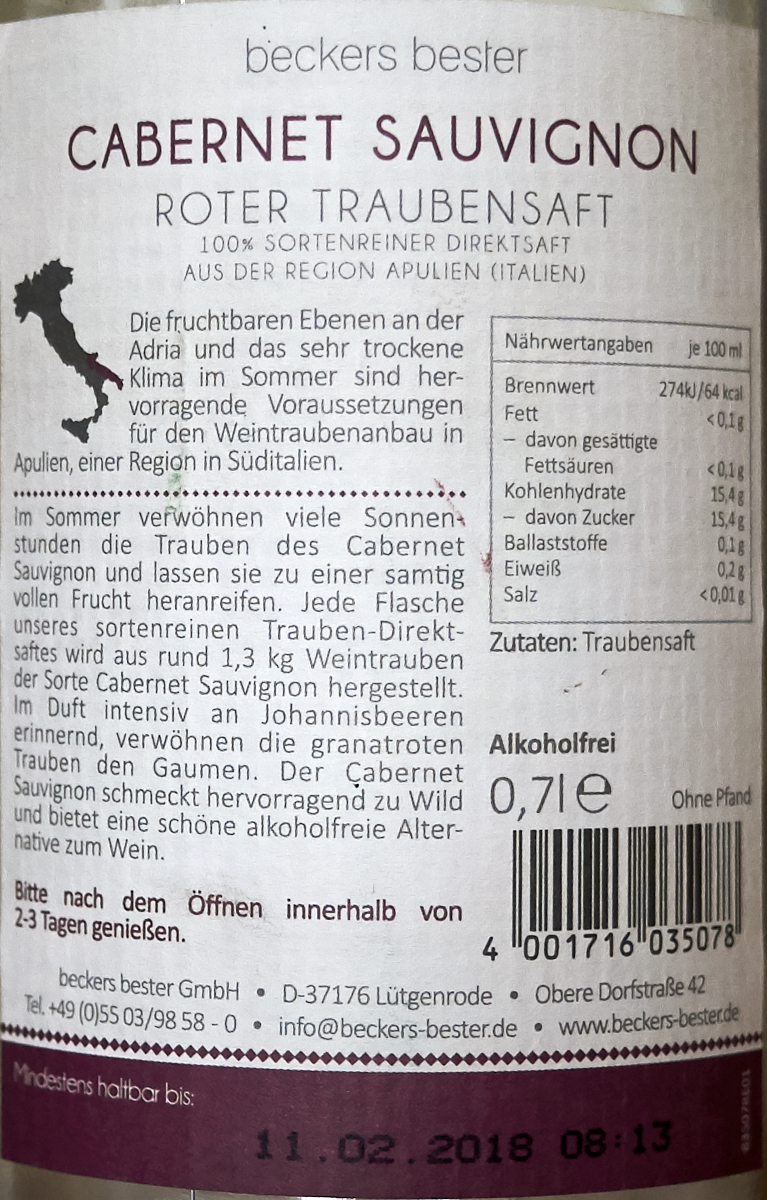 beckers bester
CABERNET SAUVIGNON
ROTER TRAUBENSAFT
100% SORTENREINER DIREKTSAFT
AUS DER REGION APULIEN (ITALIEN)
Die fruchtbaren Ebenen an der
Adria und das sehr trockene
Klima im Sommer sind her-
vorragende Voraussetzungen
für den Weintraubenanbau in
Apulien, einer Region in Süditalien.
Im Sommer verwöhnen viele Sonnen-
stunden die Trauben des Cabernet
Sauvignon und lassen sie zu einer samtig
vollen Frucht heranreifen. Jede Flasche
unseres sortenreinen Trauben-Direkt-
saftes wird aus rund 1,3 kg Weintrauben
der Sorte Cabernet Sauvignon hergestellt.
Im Duft intensiv an Johannisbeeren
erinnernd, verwöhnen die granatroten
Trauben den Gaumen. Der Cabernet
Sauvignon schmeckt hervorragend zu Wild
und bietet eine schöne alkoholfreie Alter-
native zum Wein.
Bitte nach dem Öffnen innerhalb von
2-3 Tagen genießen.
Nährwertangaben je 100 ml
Brennwert 274kJ/64 kcal
Fett <0,1g
– davon gesättigte
Fettsäuren <0,1g
Kohlenhydrate 15,4g
– davon Zucker 15,4g
Ballaststoffe 0,1g
Eiweiß 0,2g
Salz <0,01g
Zutaten: Traubensaft
Alkoholfrei
0,7l e Ohne Pfand
4 001716 035078
beckers bester GmbH • D-37176 Lütgenrode • Obere Dorfstraße 42
Tel. +49 (0)55 03/98 58 - 0 • info@beckers-bester.de • www.beckers-bester.de
Mindestens haltbar bis:
11.02.2018 08:13